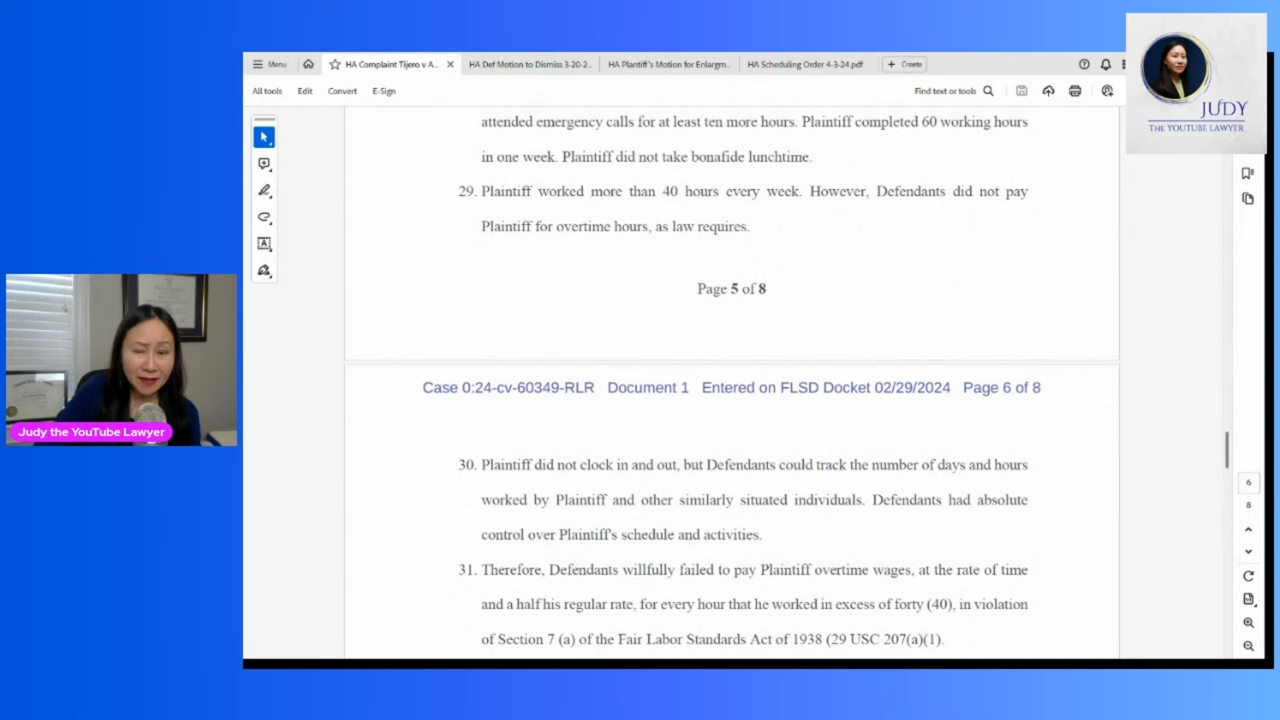 JUDY
THE YOUTUBE LAWYER
Menu
HA Complaint Tijero v A...
HA Def Motion to Dismiss 3-20-2...
HA Plantiff's Motion for Enlargm...
HA Scheduling Order 4-3-24.pdf
Create
All tools
Edit
Convert
E-Sign
Find text or tools
attended emergency calls for at least ten more hours. Plaintiff completed 60 working hours
in one week. Plaintiff did not take bonafide lunchtime.
29. Plaintiff worked more than 40 hours every week. However, Defendants did not pay
Plaintiff for overtime hours, as law requires.
Page 5 of 8
Case 0:24-cv-60349-RLR Document 1 Entered on FLSD Docket 02/29/2024 Page 6 of 8
30. Plaintiff did not clock in and out, but Defendants could track the number of days and hours
worked by Plaintiff and other similarly situated individuals. Defendants had absolute
control over Plaintiff's schedule and activities.
31. Therefore, Defendants willfully failed to pay Plaintiff overtime wages, at the rate of time
and a half his regular rate, for every hour that he worked in excess of forty (40), in violation
of Section 7 (a) of the Fair Labor Standards Act of 1938 (29 USC 207(a)(1).
6
8
Judy the YouTube Lawyer